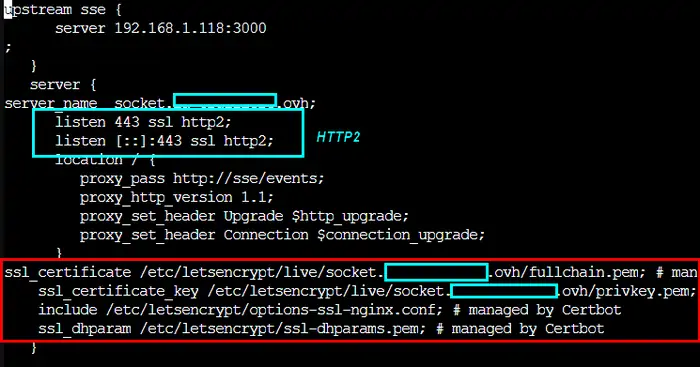 upstream sse {
server 192.168.1.118:3000
;
}
server {
server_name socket. .ovh;
listen 443 ssl http2;
listen [::]:443 ssl http2;
HTTP2
location / {
proxy_pass http://sse/events;
proxy_http_version 1.1;
proxy_set_header Upgrade $http_upgrade;
proxy_set_header Connection $connection_upgrade;
}
ssl_certificate /etc/letsencrypt/live/socket. .ovh/fullchain.pem; # man
ssl_certificate_key /etc/letsencrypt/live/socket. .ovh/privkey.pem;
include /etc/letsencrypt/options-ssl-nginx.conf; # managed by Certbot
ssl_dhparam /etc/letsencrypt/ssl-dhparams.pem; # managed by Certbot
}